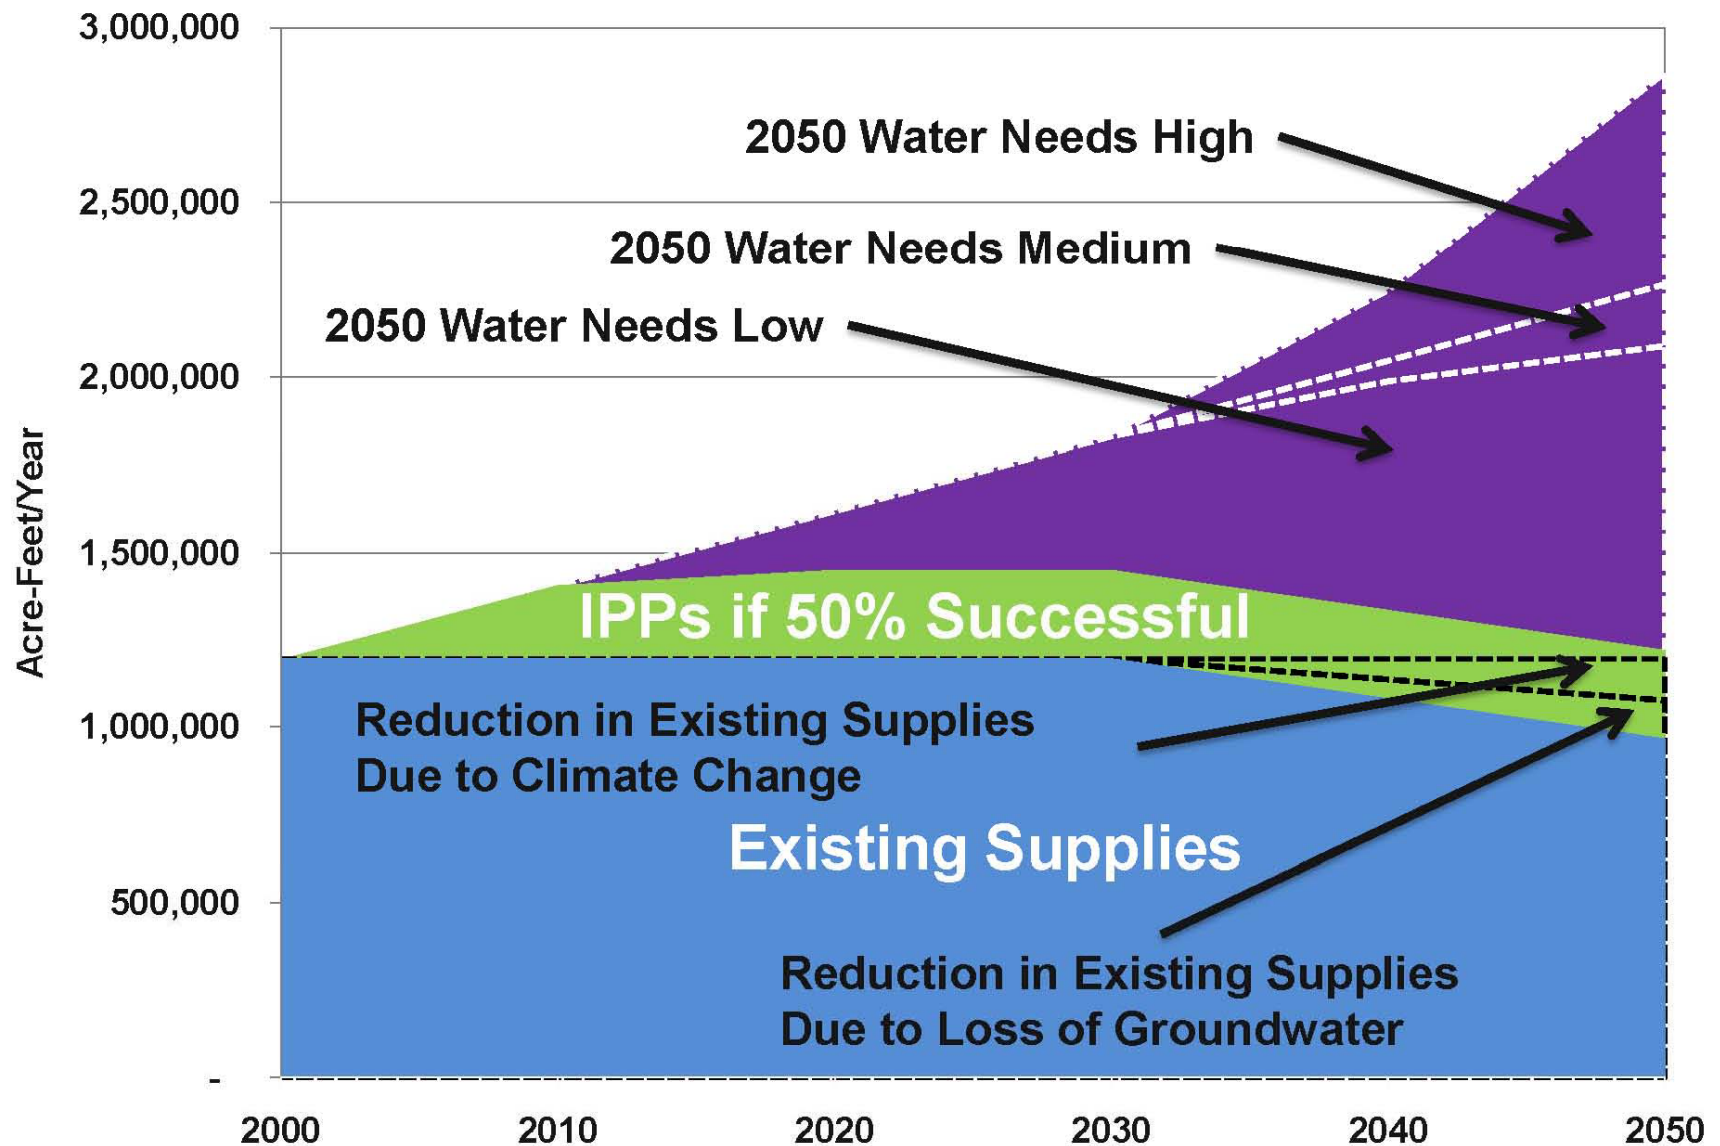 3,000,000
2,500,000
2,000,000
1,500,000
1,000,000
500,000
-
Acre-Feet/Year
2050 Water Needs High
2050 Water Needs Medium
2050 Water Needs Low
IPPs if 50% Successful
Reduction in Existing Supplies
Due to Climate Change
Existing Supplies
Reduction in Existing Supplies
Due to Loss of Groundwater
2000 2010 2020 2030 2040 2050